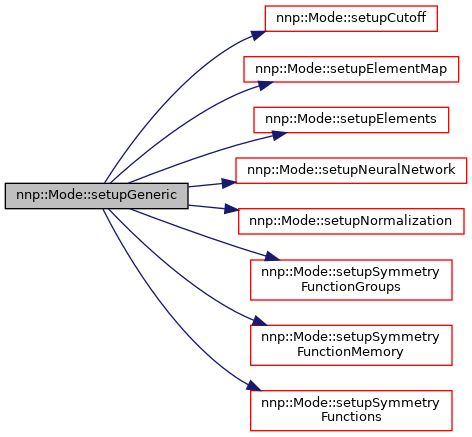 nnp::Mode::setupCutoff
nnp::Mode::setupElementMap
nnp::Mode::setupElements
nnp::Mode::setupGeneric
nnp::Mode::setupNeuralNetwork
nnp::Mode::setupNormalization
nnp::Mode::setupSymmetry
FunctionGroups
nnp::Mode::setupSymmetry
FunctionMemory
nnp::Mode::setupSymmetry
Functions